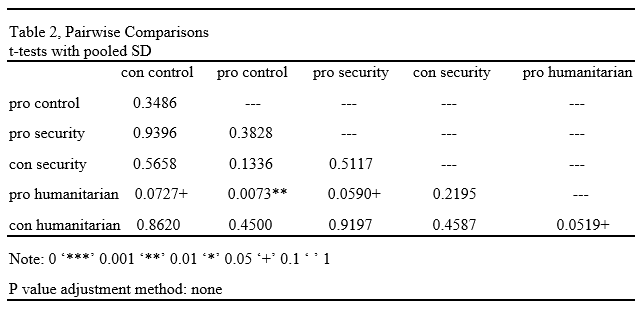 Table 2, Pairwise Comparisons
t-tests with pooled SD
con control pro control pro security con security pro humanitarian
pro control 0.3486 --- --- --- ---
pro security 0.9396 0.3828 --- --- ---
con security 0.5658 0.1336 0.5117 --- ---
pro humanitarian 0.0727+ 0.0073** 0.0590+ 0.2195 ---
con humanitarian 0.8620 0.4500 0.9197 0.4587 0.0519+
Note: 0 ‘***’ 0.001 ‘**’ 0.01 ‘*’ 0.05 ‘+’ 0.1 ‘ ’ 1
P value adjustment method: none